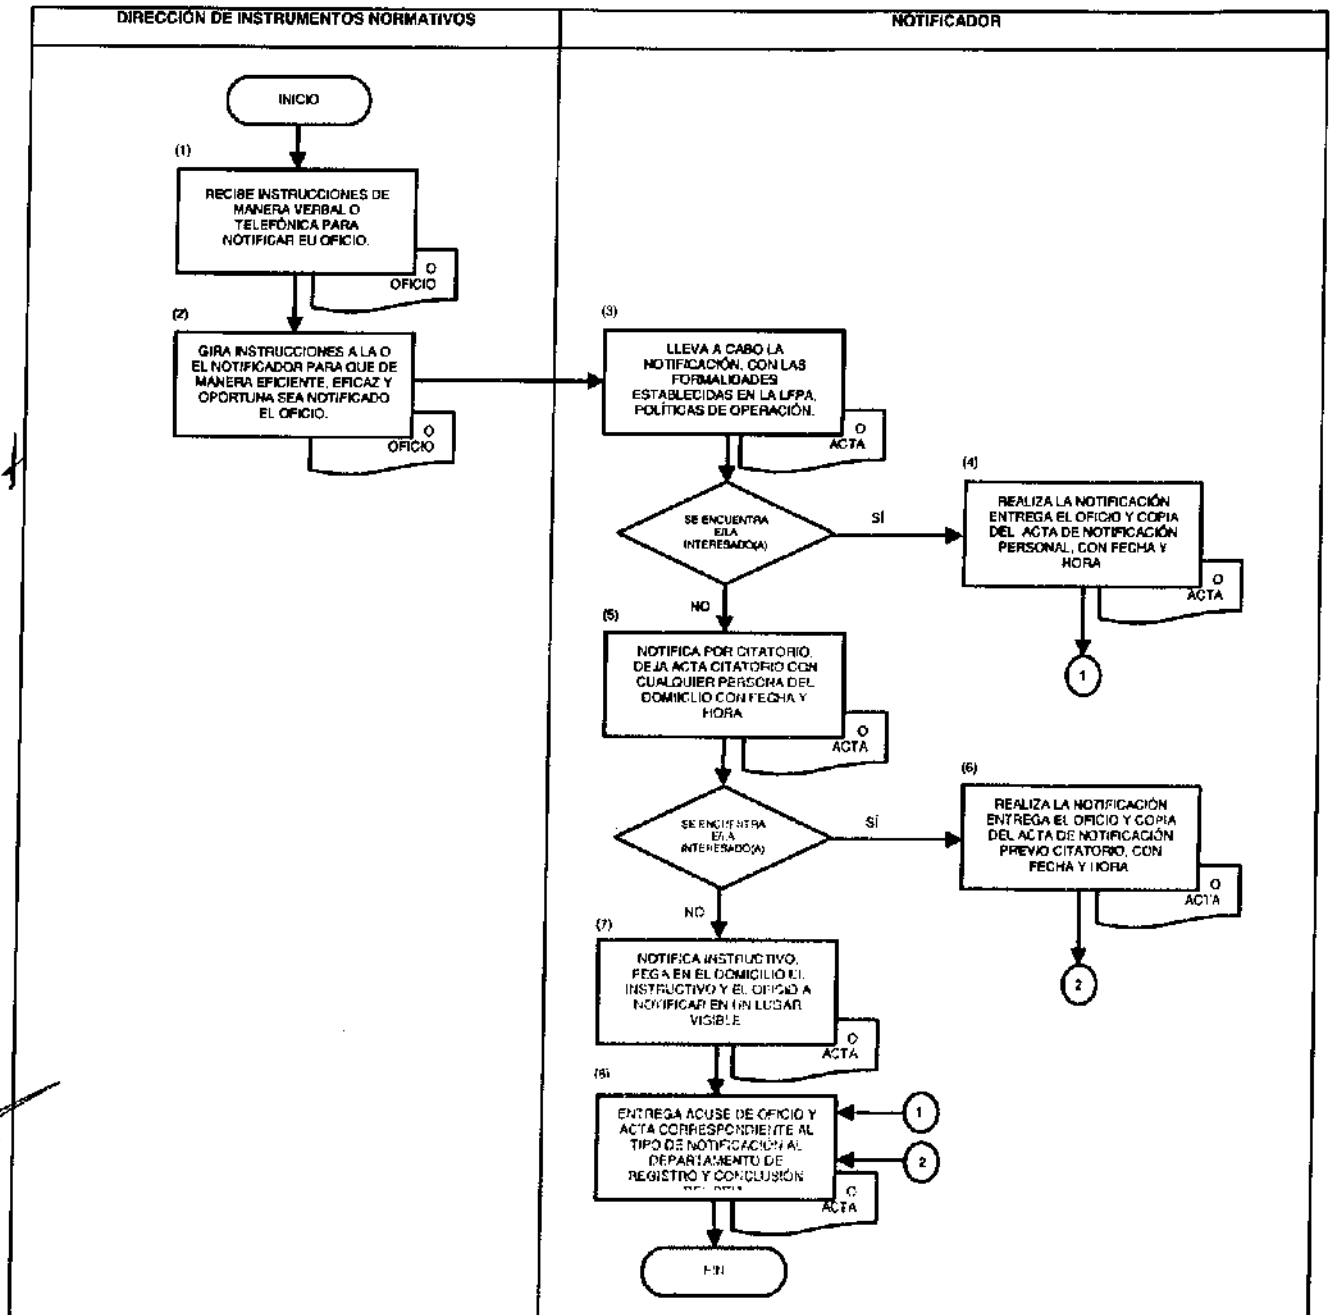 DIRECCIÓN DE INSTRUMENTOS NORMATIVOS
NOTIFICADOR
INICIO
(1)
RECIBE INSTRUCCIONES DE
MANERA VERBAL O
TELEFÓNICA PARA
NOTIFICAR EU OFICIO.
O
OFICIO
(2)
GIRA INSTRUCCIONES A LA O
EL NOTIFICADOR PARA QUE DE
MANERA EFICIENTE, EFICAZ Y
OPORTUNA SEA NOTIFICADO
EL OFICIO.
O
OFICIO
(3)
LLEVA A CABO LA
NOTIFICACIÓN, CON LAS
FORMALIDADES
ESTABLECIDAS EN LA LFPA,
POLÍTICAS DE OPERACIÓN.
O
ACTA
SE ENCUENTRA
E/LA
INTERESADO(A)
SÍ
(4)
REALIZA LA NOTIFICACIÓN
ENTREGA EL OFICIO Y COPIA
DEL ACTA DE NOTIFICACIÓN
PERSONAL, CON FECHA Y
HORA
O
ACTA
1
NO
(5)
NOTIFICA POR CITATORIO,
DEJA ACTA CITATORIO CON
CUALQUIER PERSONA DEL
DOMICILIO CON FECHA Y
HORA
O
ACTA
SE ENCUENTRA
E/LA
INTERESADO(A)
SÍ
(6)
REALIZA LA NOTIFICACIÓN
ENTREGA EL OFICIO Y COPIA
DEL ACTA DE NOTIFICACIÓN
PREVIO CITATORIO, CON
FECHA Y HORA
O
ACTA
2
NO
(7)
NOTIFICA INSTRUCTIVO,
PEGA EN EL DOMICILIO EL
INSTRUCTIVO Y EL OFICIO A
NOTIFICAR EN UN LUGAR
VISIBLE
O
ACTA
(8)
ENTREGA ACUSE DE OFICIO Y
ACTA CORRESPONDIENTE AL
TIPO DE NOTIFICACIÓN AL
DEPARTAMENTO DE
REGISTRO Y CONCLUSIÓN
1
2
O
ACTA
FIN